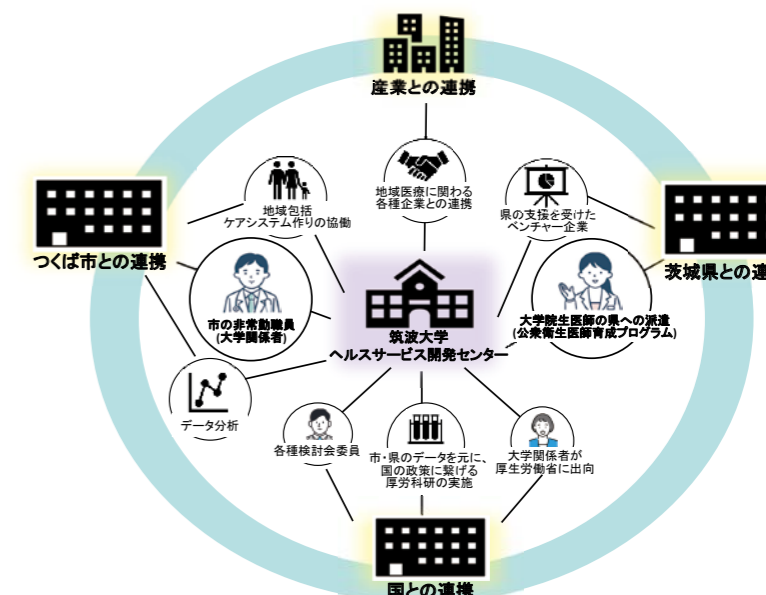 産業との連携
地域包括
ケアシステム作りの協働
地域医療に関わる
各種企業との連携
県の支援を受けた
ベンチャー企業
つくば市との連携
茨城県との連
市の非常勤職員
(大学関係者)
筑波大学
ヘルスサービス開発センター
大学院生医師の県への派遣
(公衆衛生医師育成プログラム)
データ分析
各種検討会委員
市・県のデータを元に、
国の政策に繋げる
厚労科研の実施
大学関係者が
厚生労働省に出向
国との連携